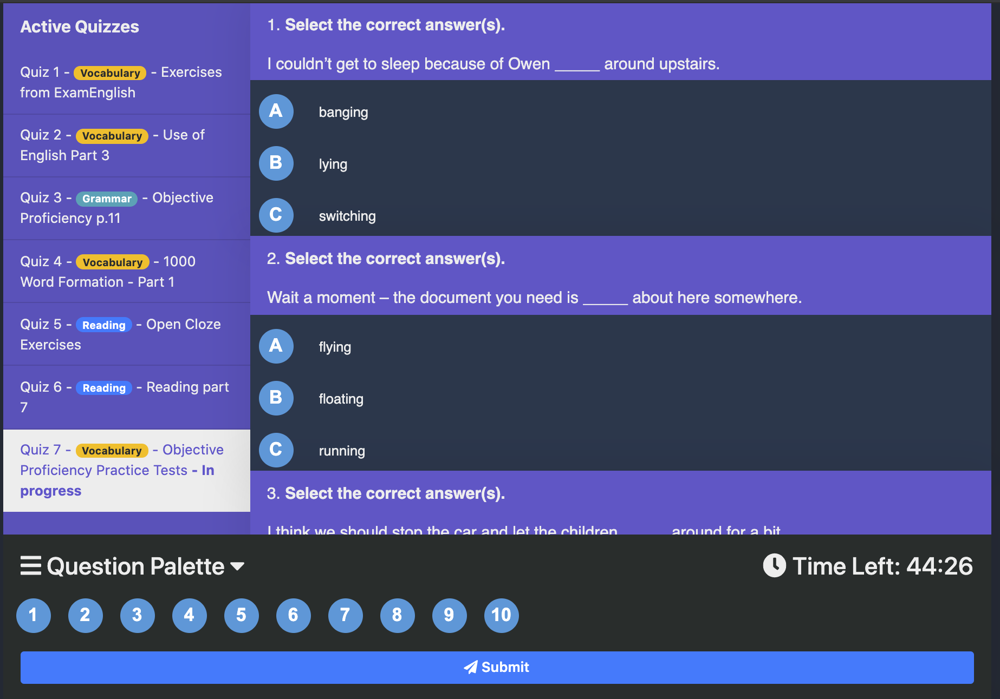 Active Quizzes
Quiz 1 - Vocabulary - Exercises
from ExamEnglish
Quiz 2 - Vocabulary - Use of
English Part 3
Quiz 3 - Grammar - Objective
Proficiency p.11
Quiz 4 - Vocabulary - 1000
Word Formation - Part 1
Quiz 5 - Reading - Open Cloze
Exercises
Quiz 6 - Reading - Reading part
7
Quiz 7 - Vocabulary - Objective
Proficiency Practice Tests - In
progress
1. Select the correct answer(s).
I couldn’t get to sleep because of Owen ______ around upstairs.
A banging
B lying
C switching
2. Select the correct answer(s).
Wait a moment – the document you need is ______ about here somewhere.
A flying
B floating
C running
3. Select the correct answer(s).
I think we should stop the car and let the children ______ around for a bit
Question Palette
Time Left: 44:26
1 2 3 4 5 6 7 8 9 10
Submit